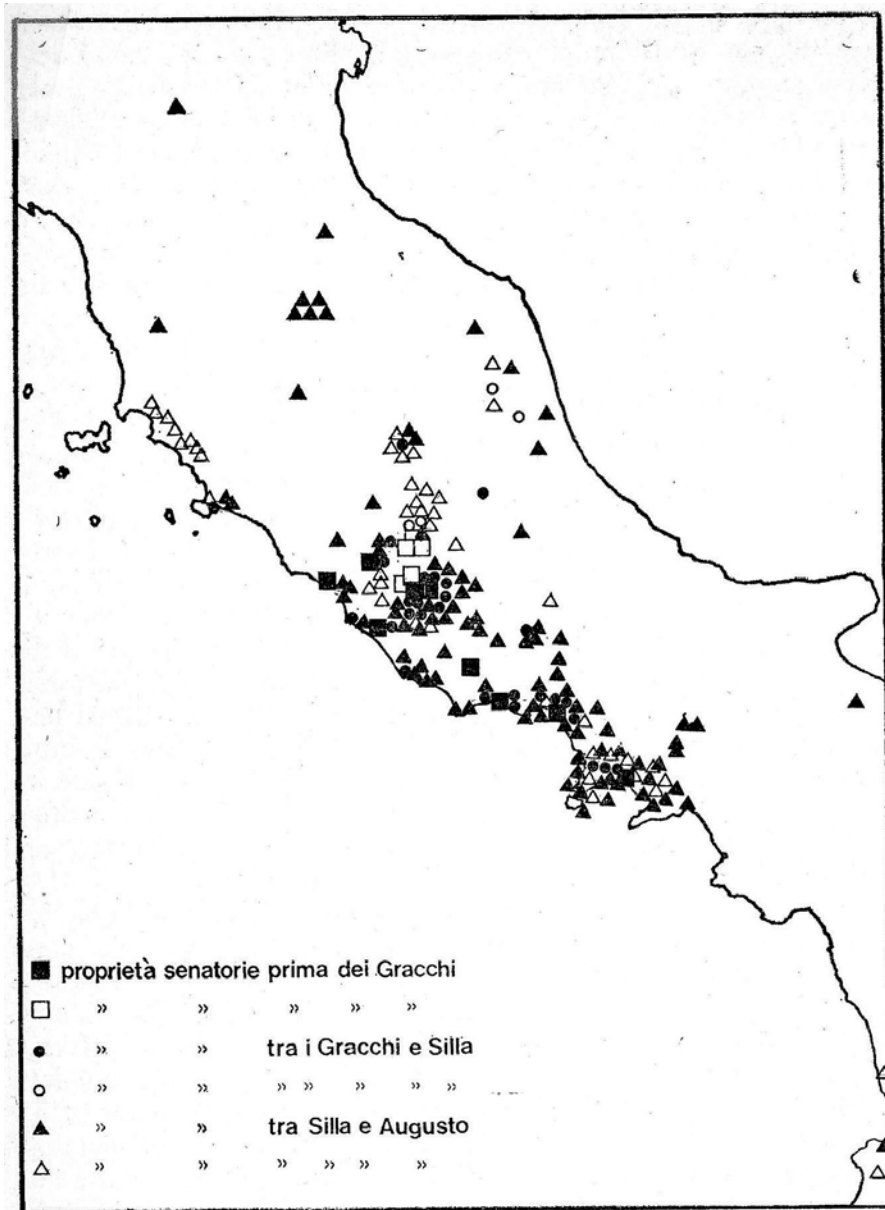 proprietà senatorie prima dei Gracchi
» » » » »
» » tra i Gracchi e Silla
» » » » » » »
» » tra Silla e Augusto
» » » » » »